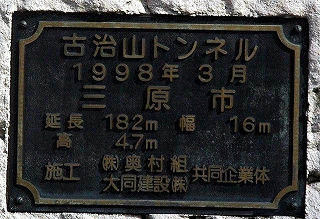 古治山トンネル
1998年3月
三原市
延長 182m 幅 16m
高 4.7m
施工 ㈱奥村組 大同建設㈱ 共同企業体